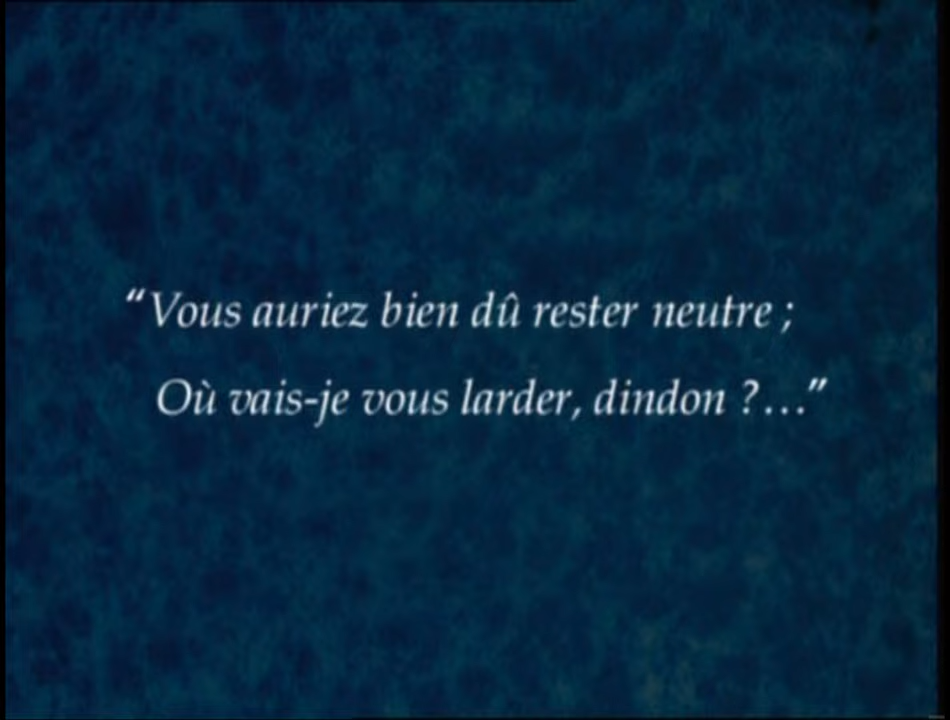 “Vous auriez bien dû rester neutre ;
Où vais-je vous larder, dindon ?...”